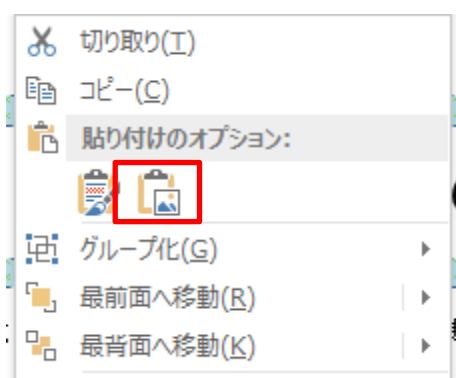 切り取り(T)
コピー(C)
貼り付けのオプション:
グループ化(G)
最前面へ移動(R)
最背面へ移動(K)